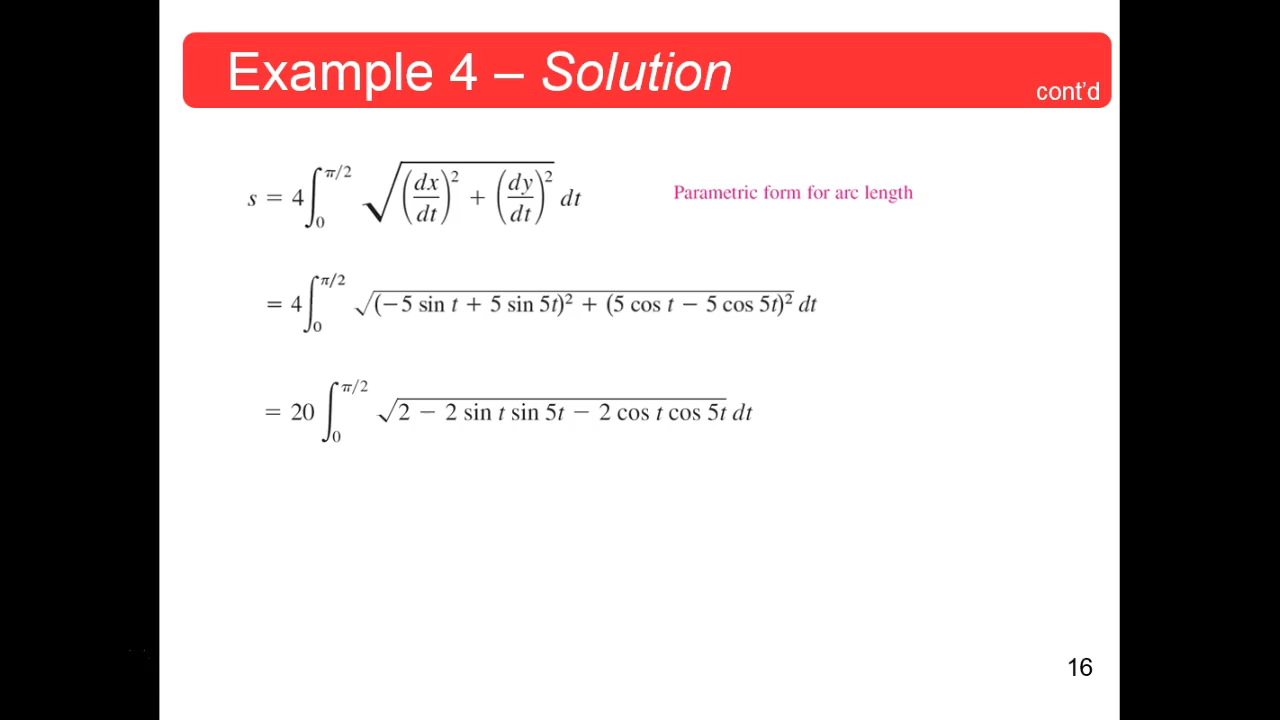 Example 4 – Solution
cont'd
s = 4∫₀^{π/2} √((dx/dt)² + (dy/dt)²) dt Parametric form for arc length
= 4∫₀^{π/2} √((−5 sin t + 5 sin 5t)² + (5 cos t − 5 cos 5t)²) dt
= 20∫₀^{π/2} √(2 − 2 sin t sin 5t − 2 cos t cos 5t) dt
16